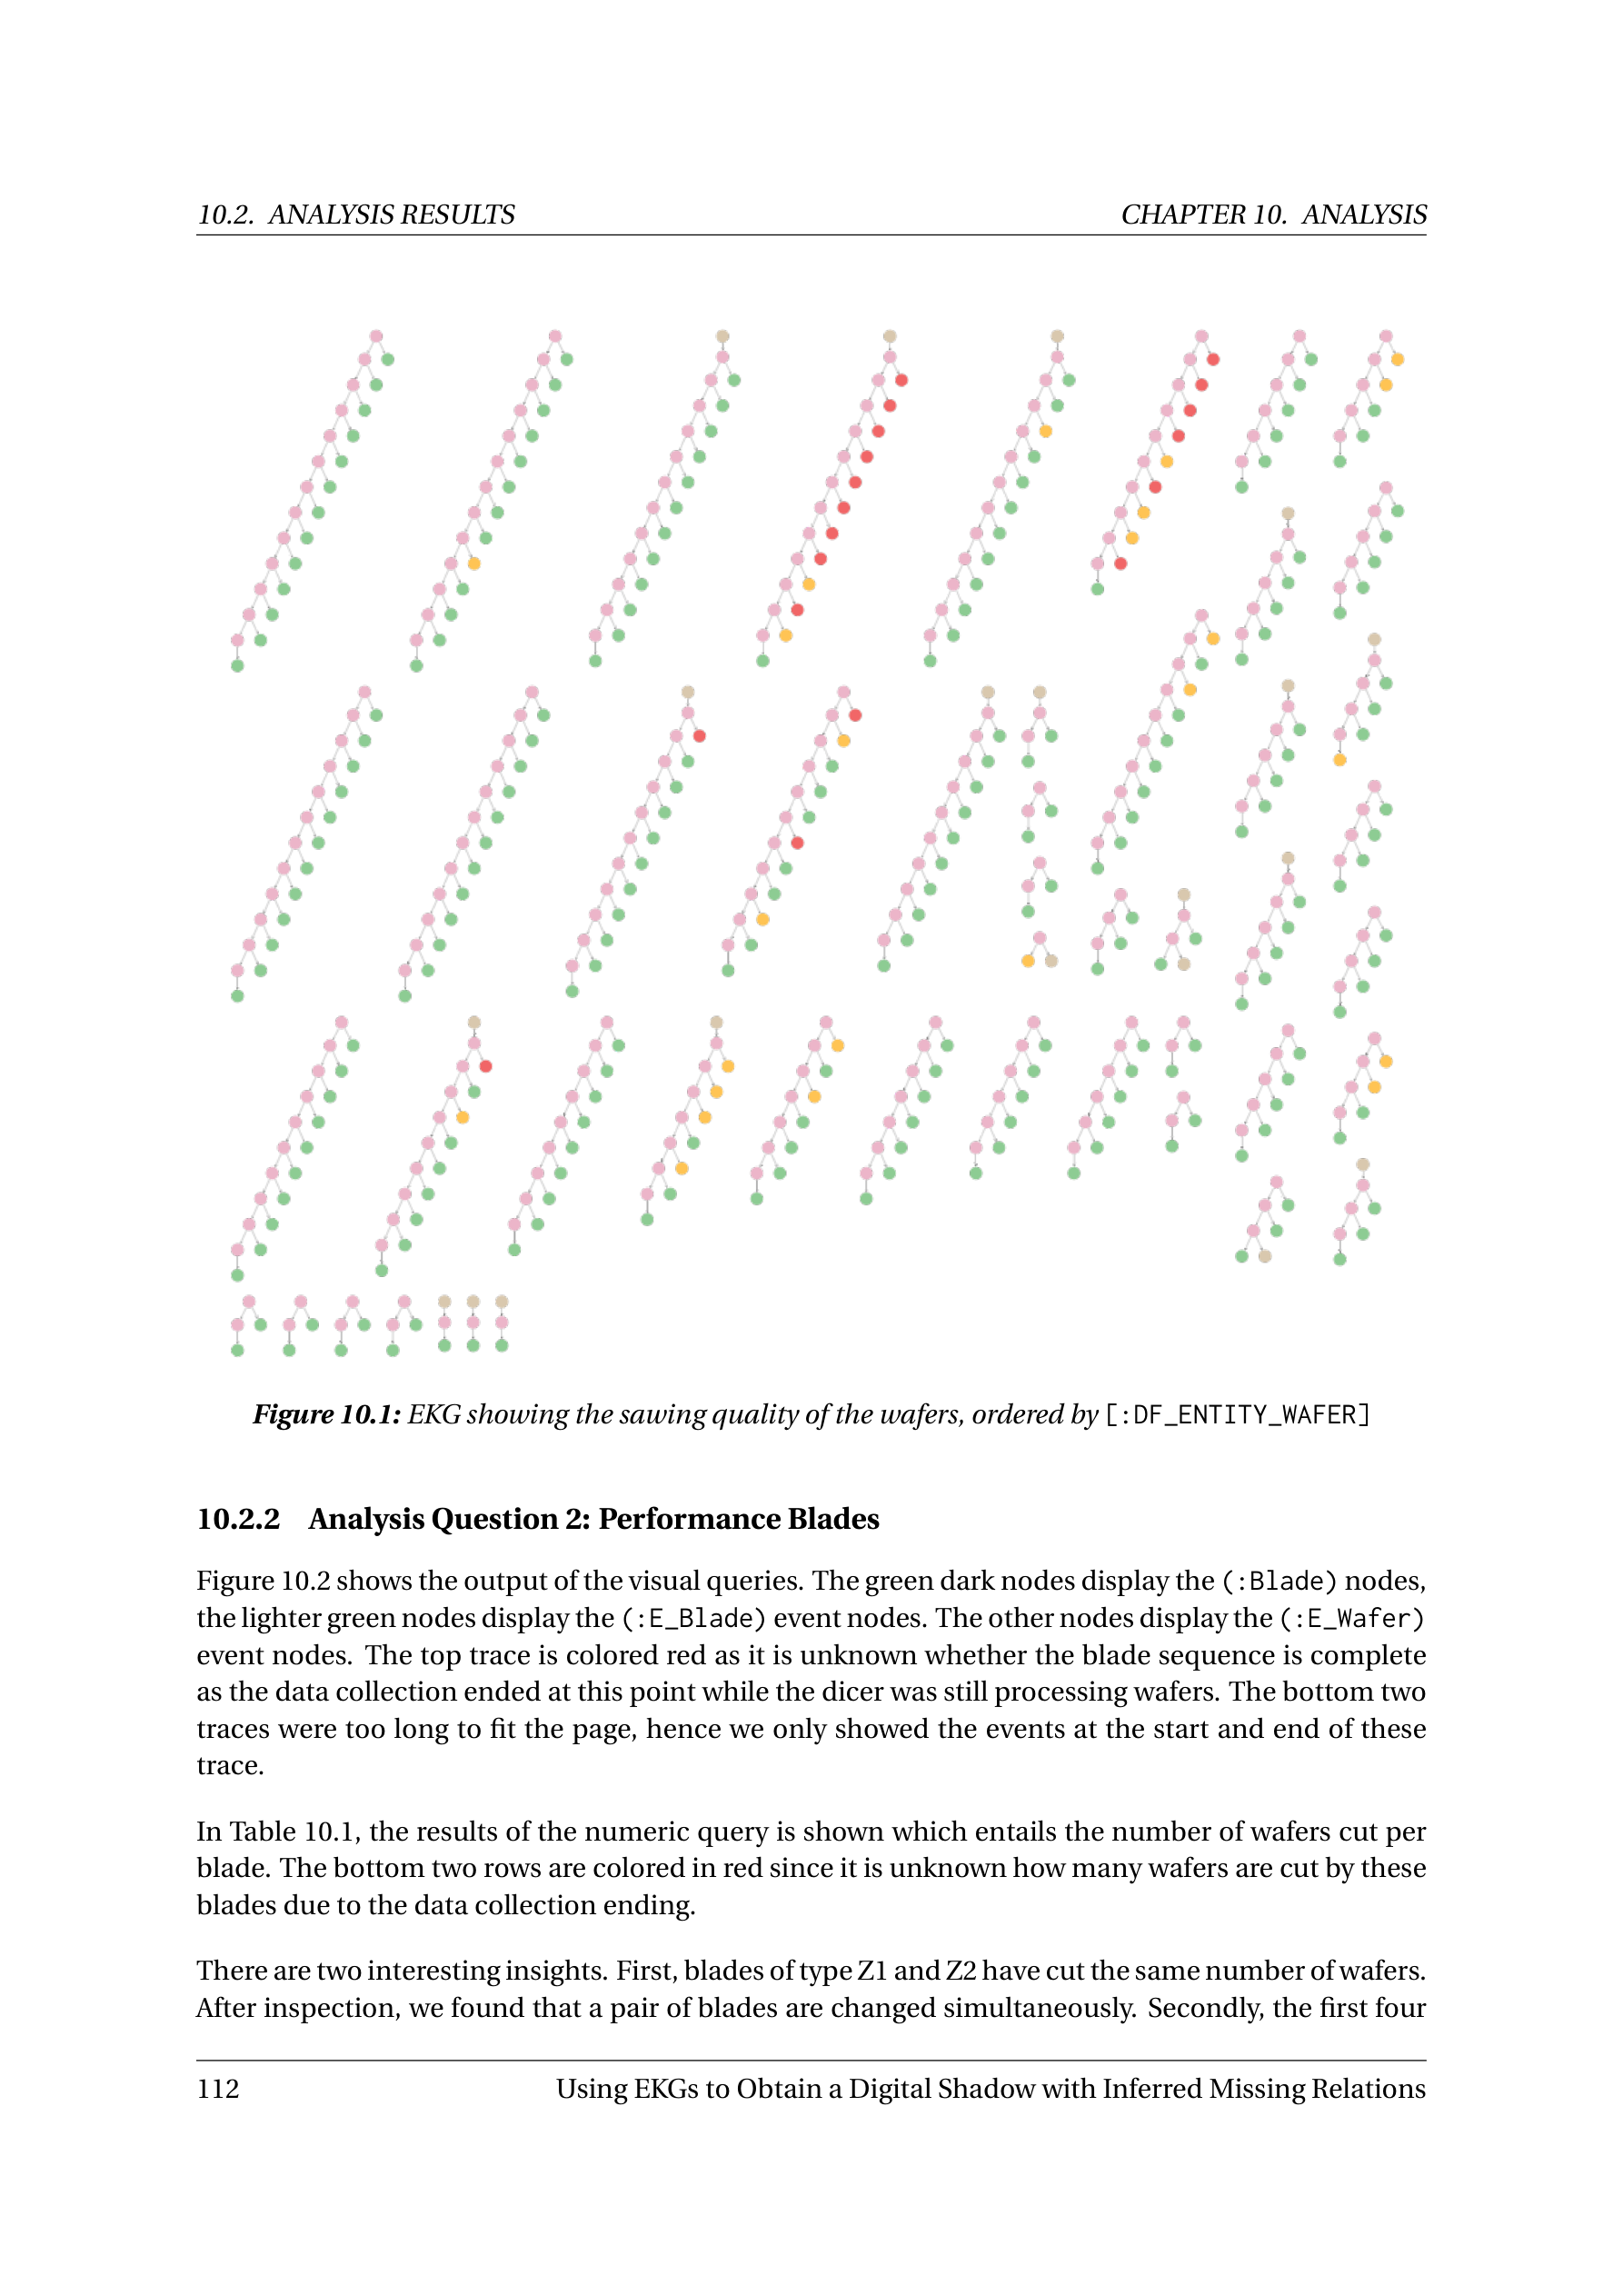 10.2. ANALYSIS RESULTS
CHAPTER 10. ANALYSIS
Figure 10.1: EKG showing the sawing quality of the wafers, ordered by [:DF_ENTITY_WAFER]
10.2.2 Analysis Question 2: Performance Blades
Figure 10.2 shows the output of the visual queries. The green dark nodes display the (:Blade) nodes,
the lighter green nodes display the (:E_Blade) event nodes. The other nodes display the (:E_Wafer)
event nodes. The top trace is colored red as it is unknown whether the blade sequence is complete
as the data collection ended at this point while the dicer was still processing wafers. The bottom two
traces were too long to fit the page, hence we only showed the events at the start and end of these
trace.
In Table 10.1, the results of the numeric query is shown which entails the number of wafers cut per
blade. The bottom two rows are colored in red since it is unknown how many wafers are cut by these
blades due to the data collection ending.
There are two interesting insights. First, blades of type Z1 and Z2 have cut the same number of wafers.
After inspection, we found that a pair of blades are changed simultaneously. Secondly, the first four
112
Using EKGs to Obtain a Digital Shadow with Inferred Missing Relations